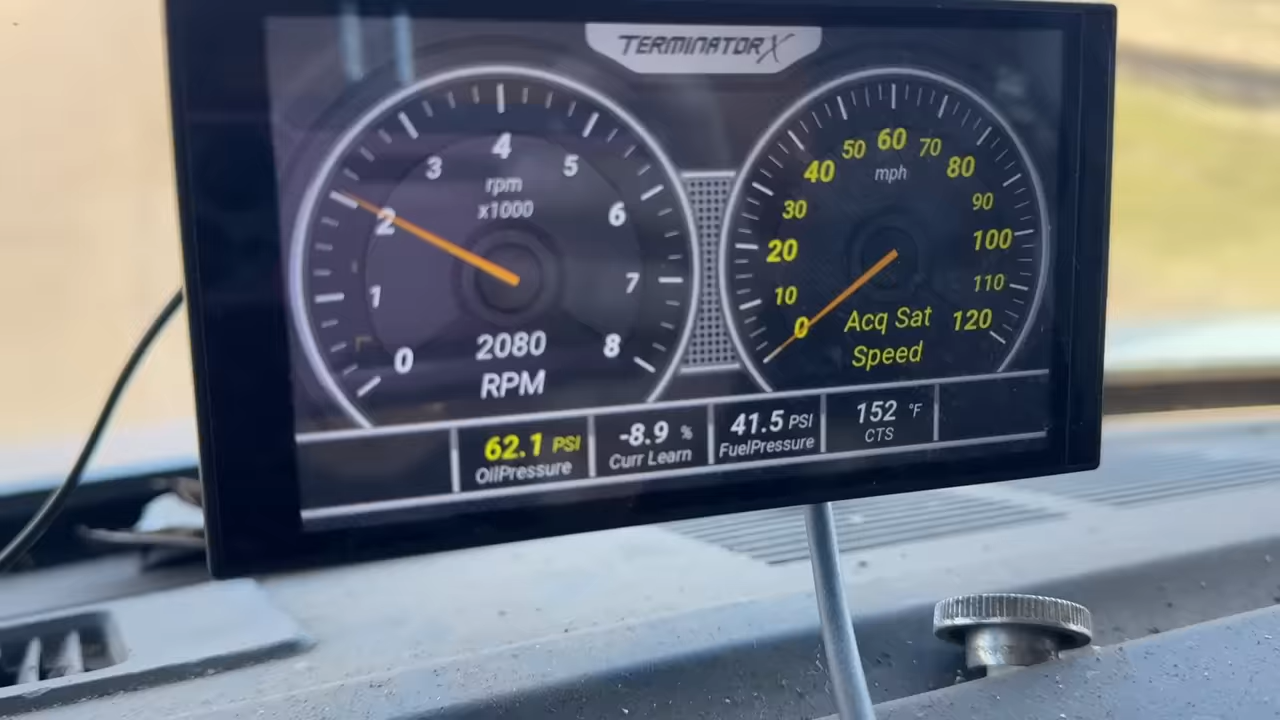 TERMINATOR X
0
1
2
3
4
5
6
7
8
rpm
x1000
2080
RPM
0
10
20
30
40
50
60
70
80
90
100
110
120
mph
Acq Sat
Speed
62.1 PSI
OilPressure
-8.9 %
Curr Learn
41.5 PSI
FuelPressure
152 °F
CTS